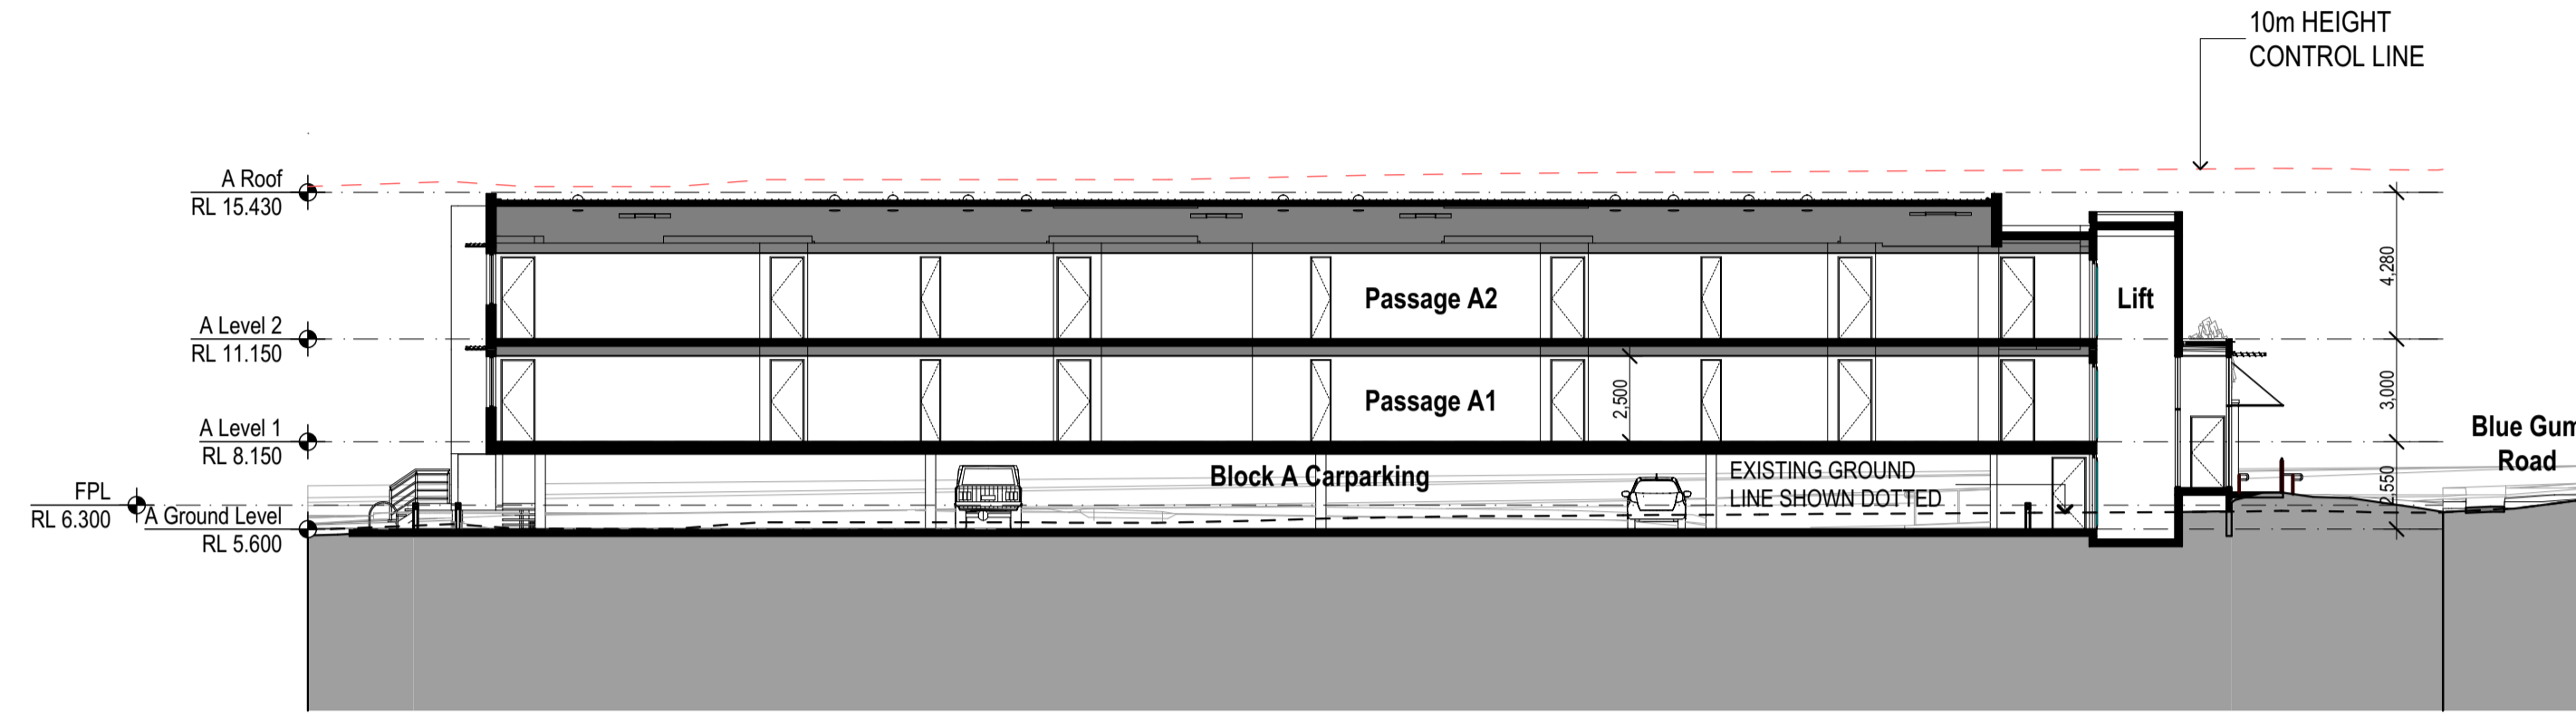 10m HEIGHT
CONTROL LINE
A Roof
RL 15.430
4,280
Passage A2
Lift
A Level 2
RL 11.150
2,500
3,000
Passage A1
A Level 1
RL 8.150
Blue Gum
Road
Block A Carparking
EXISTING GROUND
LINE SHOWN DOTTED
2,550
FPL
RL 6.300
A Ground Level
RL 5.600